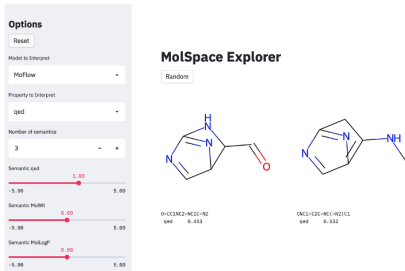 Options
Reset
Model to Interpret
MoFlow
Property to Interpret
qed
Number of semantics
3
- +
Semantic qed
1.00
-5.00 5.00
Semantic MolWt
0.00
-5.00 5.00
Semantic MolLogP
0.00
-5.00 5.00
MolSpace Explorer
Random
H
N
N
N
O
N
N
NH
O=CC1NC2=NC1C=N2
qed 0.453
CNC1=C2C=NC(=N2)C1
qed 0.532